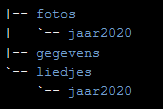 |-- fotos
|   `-- jaar2020
|-- gegevens
`-- liedjes
    `-- jaar2020